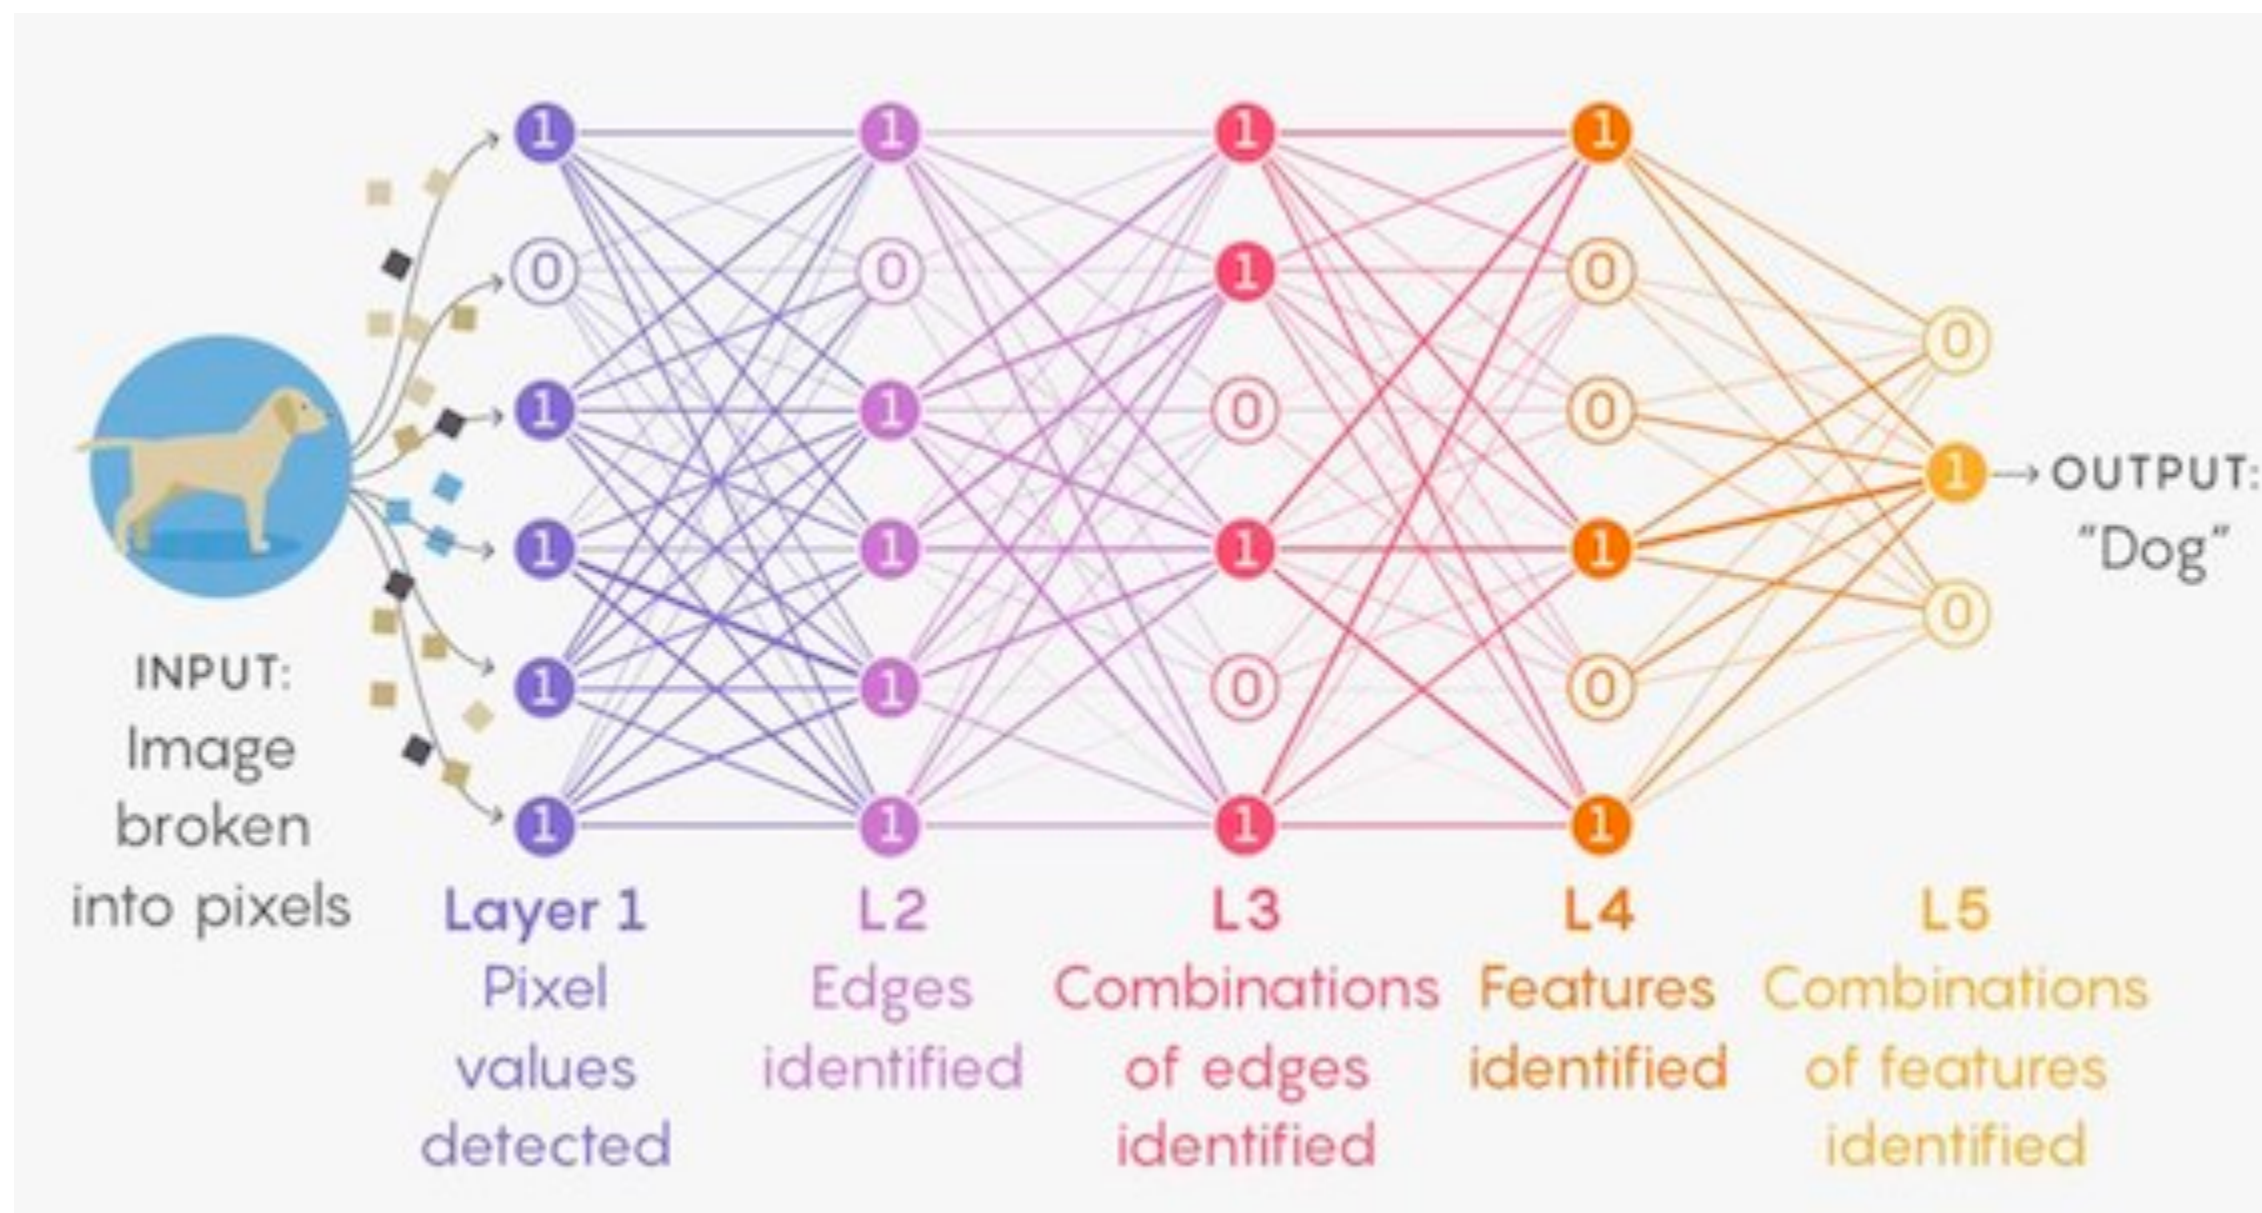 1 1 1 1
0 0 1 0
0
1 1 0 0
1 → OUTPUT:
"Dog"
1 1 1 1
0
INPUT:
Image
broken
into pixels
1 1 0 0
1 1 1 1
Layer 1
Pixel
values
detected
L2
Edges
identified
L3
Combinations
of edges
identified
L4
Features
identified
L5
Combinations
of features
identified